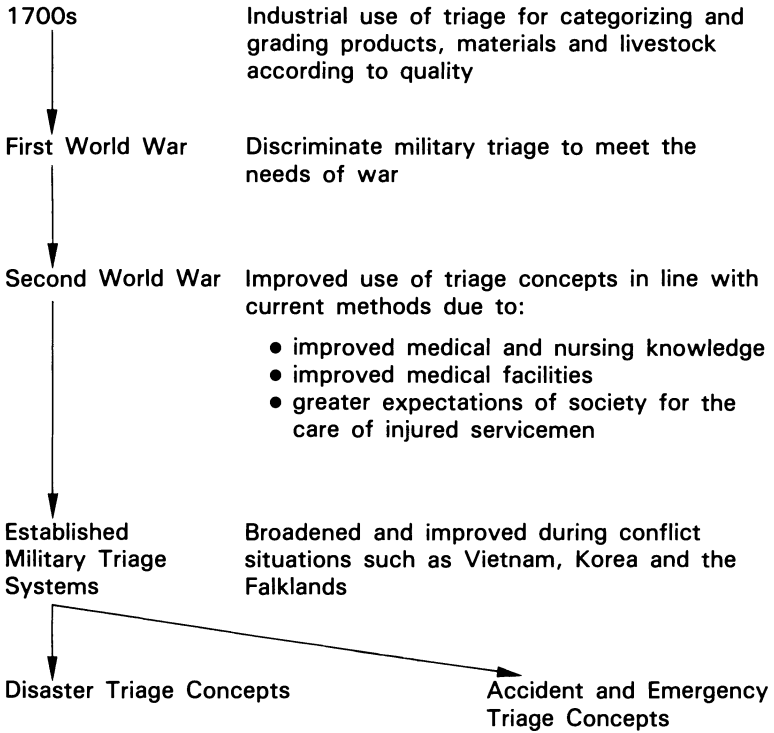 1700s
Industrial use of triage for categorizing and
grading products, materials and livestock
according to quality
First World War
Discriminate military triage to meet the
needs of war
Second World War
Improved use of triage concepts in line with
current methods due to:
● improved medical and nursing knowledge
● improved medical facilities
● greater expectations of society for the
care of injured servicemen
Established
Military Triage
Systems
Broadened and improved during conflict
situations such as Vietnam, Korea and the
Falklands
Disaster Triage Concepts
Accident and Emergency
Triage Concepts